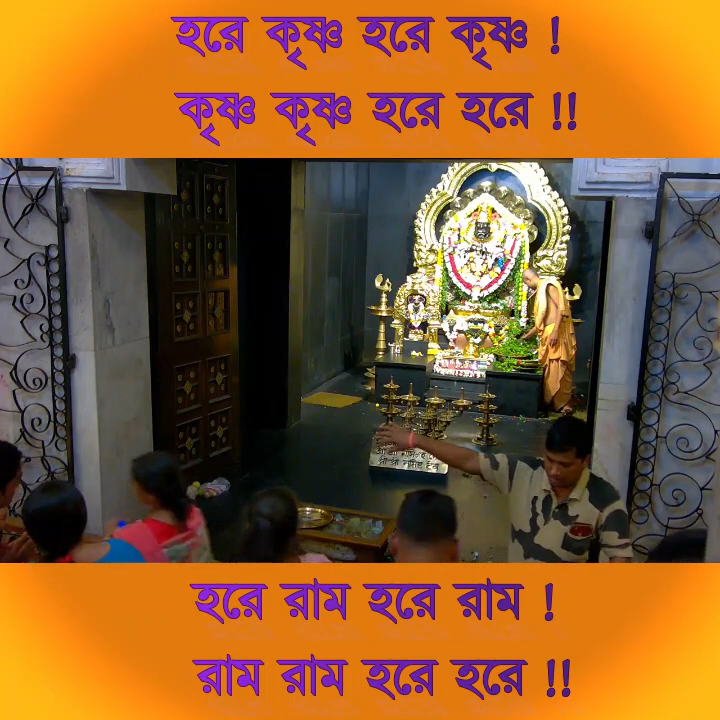 হরে কৃষ্ণ হরে কৃষ্ণ !
কৃষ্ণ কৃষ্ণ হরে হরে !!
হরে রাম হরে রাম !
রাম রাম হরে হরে !!